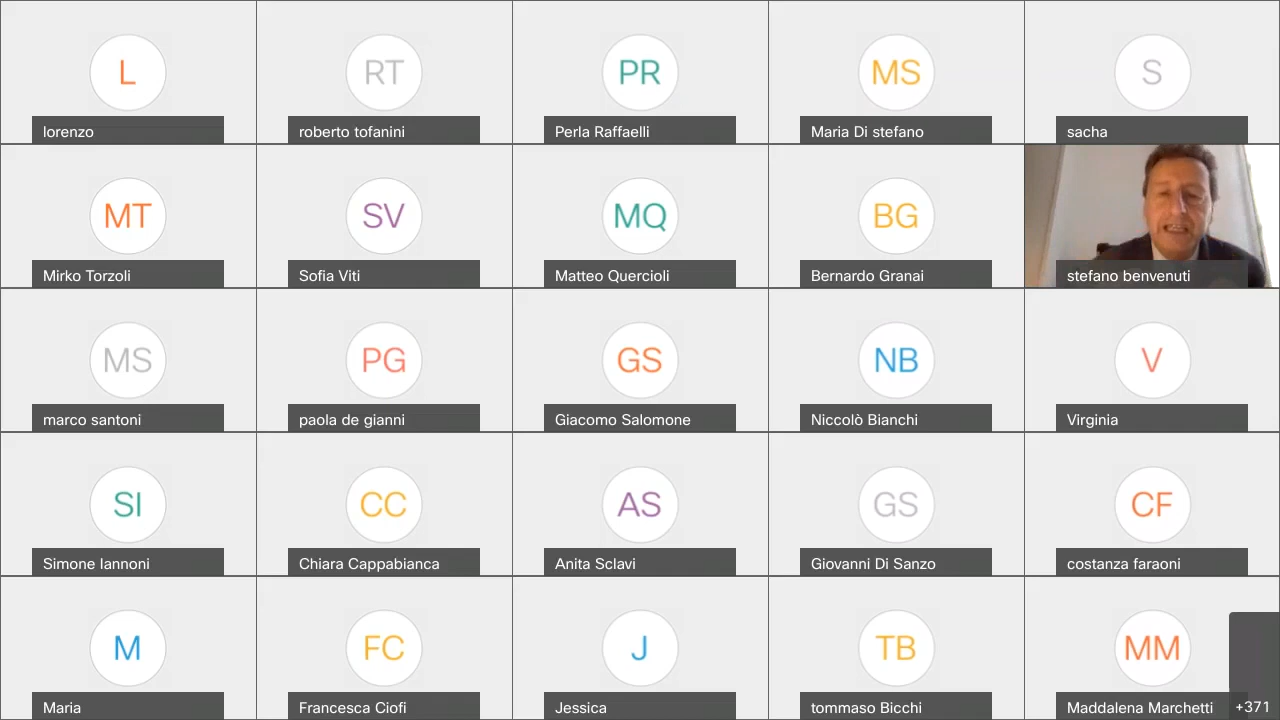 L
lorenzo
RT
roberto tofanini
PR
Perla Raffaelli
MS
Maria Di stefano
S
sacha
MT
Mirko Torzoli
SV
Sofia Viti
MQ
Matteo Quercioli
BG
Bernardo Granai
stefano benvenuti
MS
marco santoni
PG
paola de gianni
GS
Giacomo Salomone
NB
Niccolò Bianchi
V
Virginia
SI
Simone Iannoni
CC
Chiara Cappabianca
AS
Anita Sclavi
GS
Giovanni Di Sanzo
CF
costanza faraoni
M
Maria
FC
Francesca Ciofi
J
Jessica
TB
tommaso Bicchi
MM
Maddalena Marchetti
+371